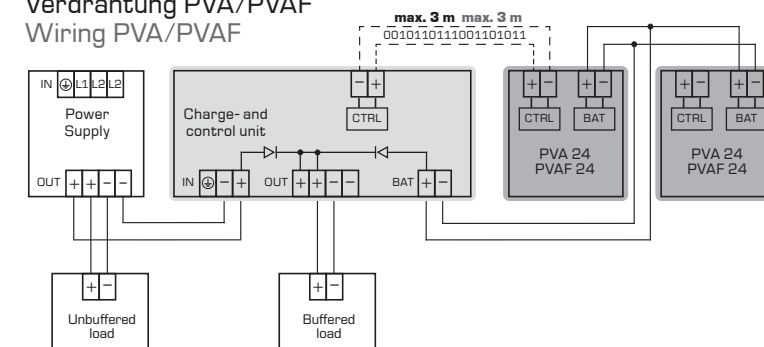 Verdrahtung PVA/PVAF
Wiring PVA/PVAF
max. 3 m max. 3 m
0010110111001101011
IN L1 L2 L2
Power
Supply
OUT + + - -
Charge- and
control unit
- +
CTRL
IN - +
OUT + + - -
BAT + -
+ -
CTRL
+ -
BAT
PVA 24
PVAF 24
+ -
CTRL
+ -
BAT
PVA 24
PVAF 24
+ -
Unbuffered
load
+ -
Buffered
load